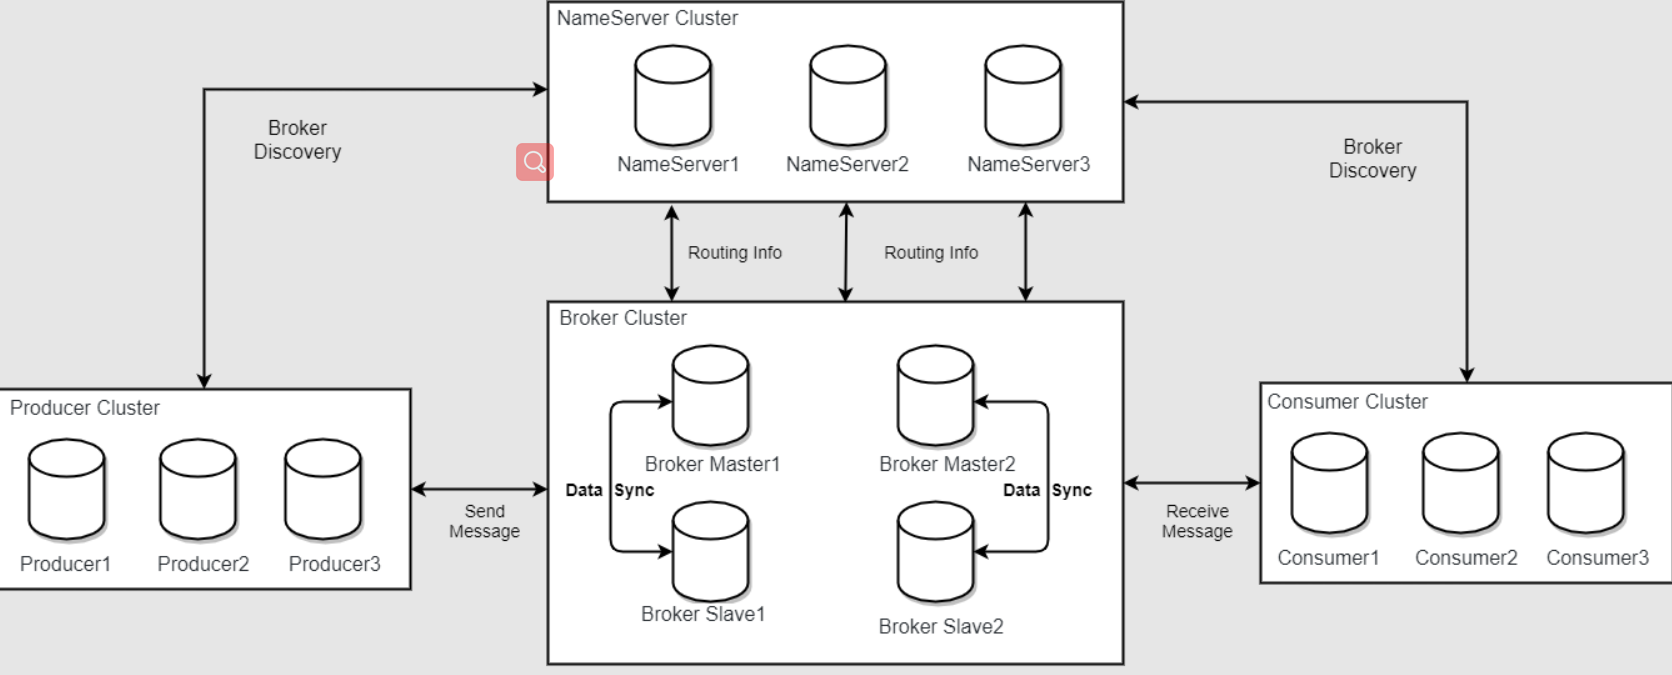 NameServer Cluster
NameServer1
NameServer2
NameServer3
Broker
Discovery
Broker
Discovery
Routing Info
Routing Info
Broker Cluster
Broker Master1
Broker Master2
Data Sync
Data Sync
Broker Slave1
Broker Slave2
Producer Cluster
Producer1
Producer2
Producer3
Send
Message
Consumer Cluster
Consumer1
Consumer2
Consumer3
Receive
Message